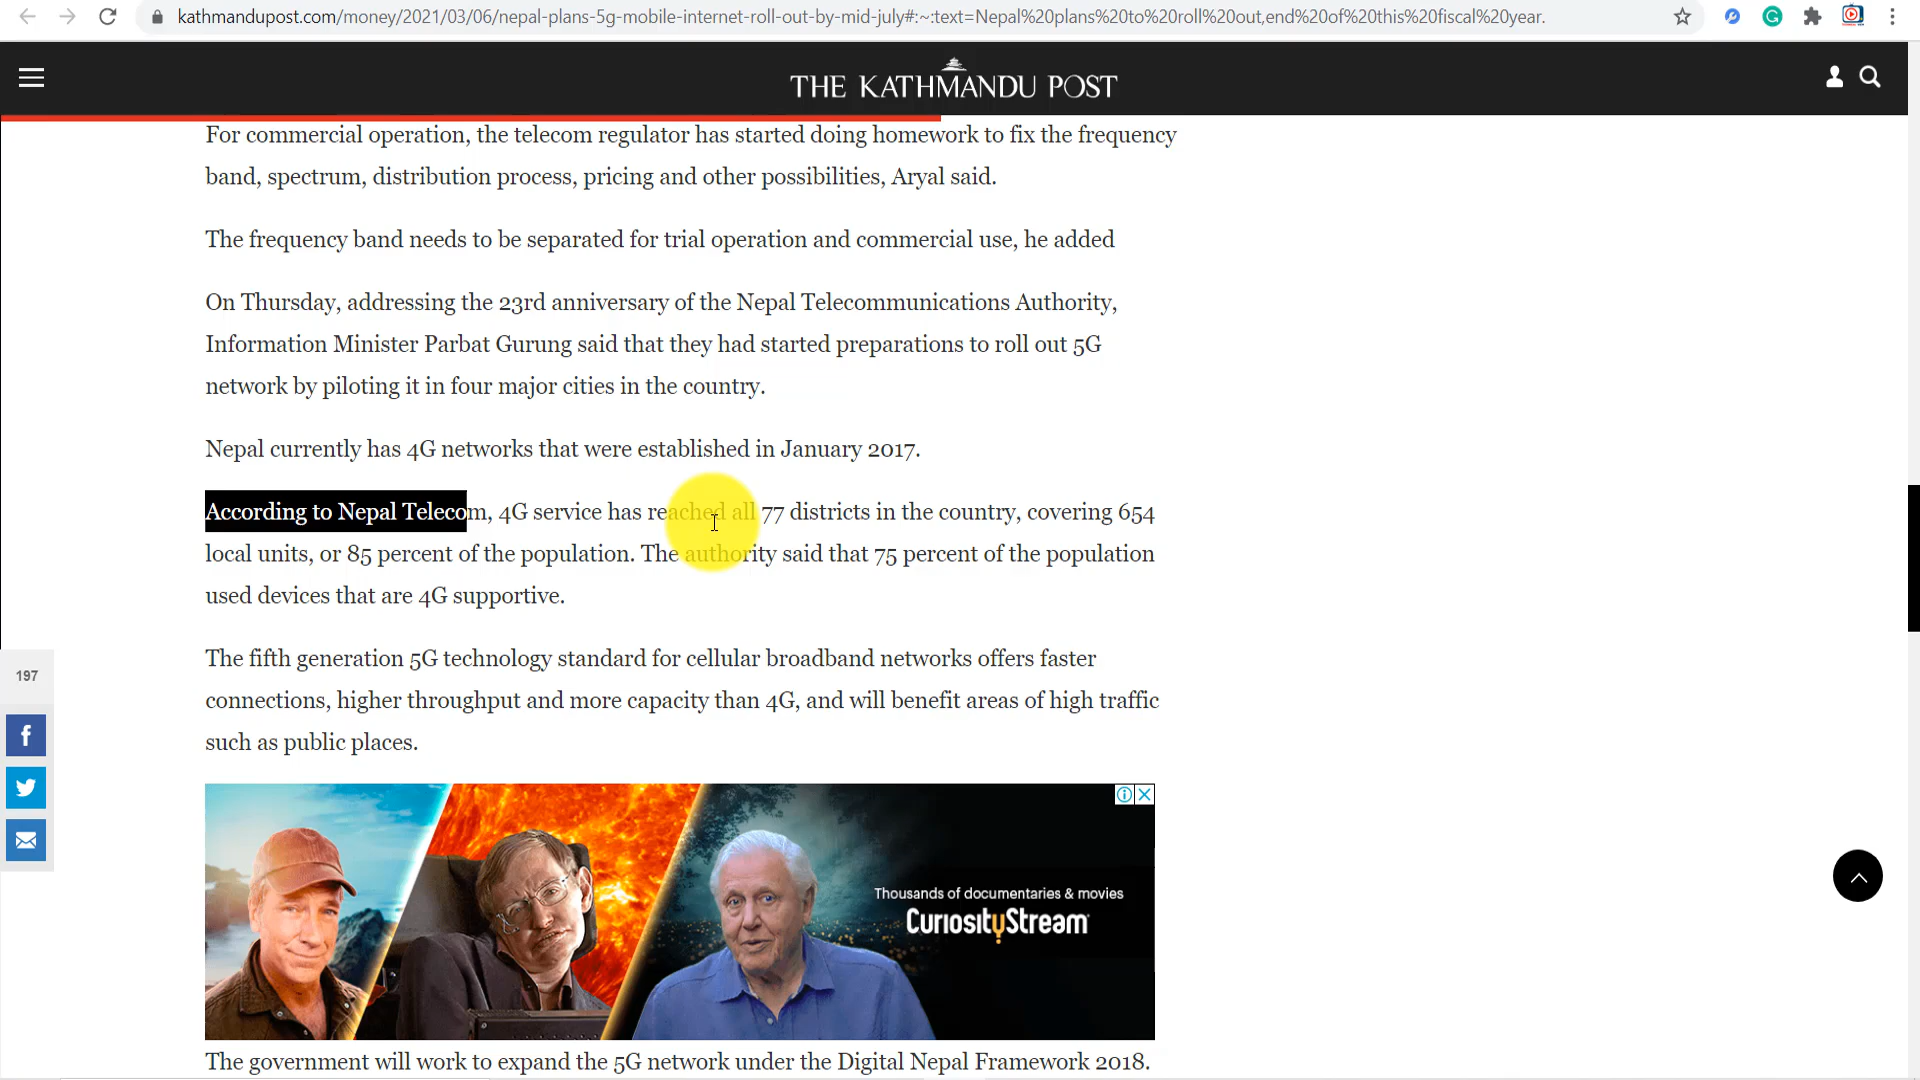 kathmandupost.com/money/2021/03/06/nepal-plans-5g-mobile-internet-roll-out-by-mid-july#:~:text=Nepal%20plans%20to%20roll%20out,end%20of%20this%20fiscal%20year.
THE KATHMANDU POST
For commercial operation, the telecom regulator has started doing homework to fix the frequency
band, spectrum, distribution process, pricing and other possibilities, Aryal said.
The frequency band needs to be separated for trial operation and commercial use, he added
On Thursday, addressing the 23rd anniversary of the Nepal Telecommunications Authority,
Information Minister Parbat Gurung said that they had started preparations to roll out 5G
network by piloting it in four major cities in the country.
Nepal currently has 4G networks that were established in January 2017.
According to Nepal Telecom, 4G service has reached all 77 districts in the country, covering 654
local units, or 85 percent of the population. The authority said that 75 percent of the population
used devices that are 4G supportive.
The fifth generation 5G technology standard for cellular broadband networks offers faster
connections, higher throughput and more capacity than 4G, and will benefit areas of high traffic
such as public places.
197
Thousands of documentaries & movies
CuriosityStream
The government will work to expand the 5G network under the Digital Nepal Framework 2018.